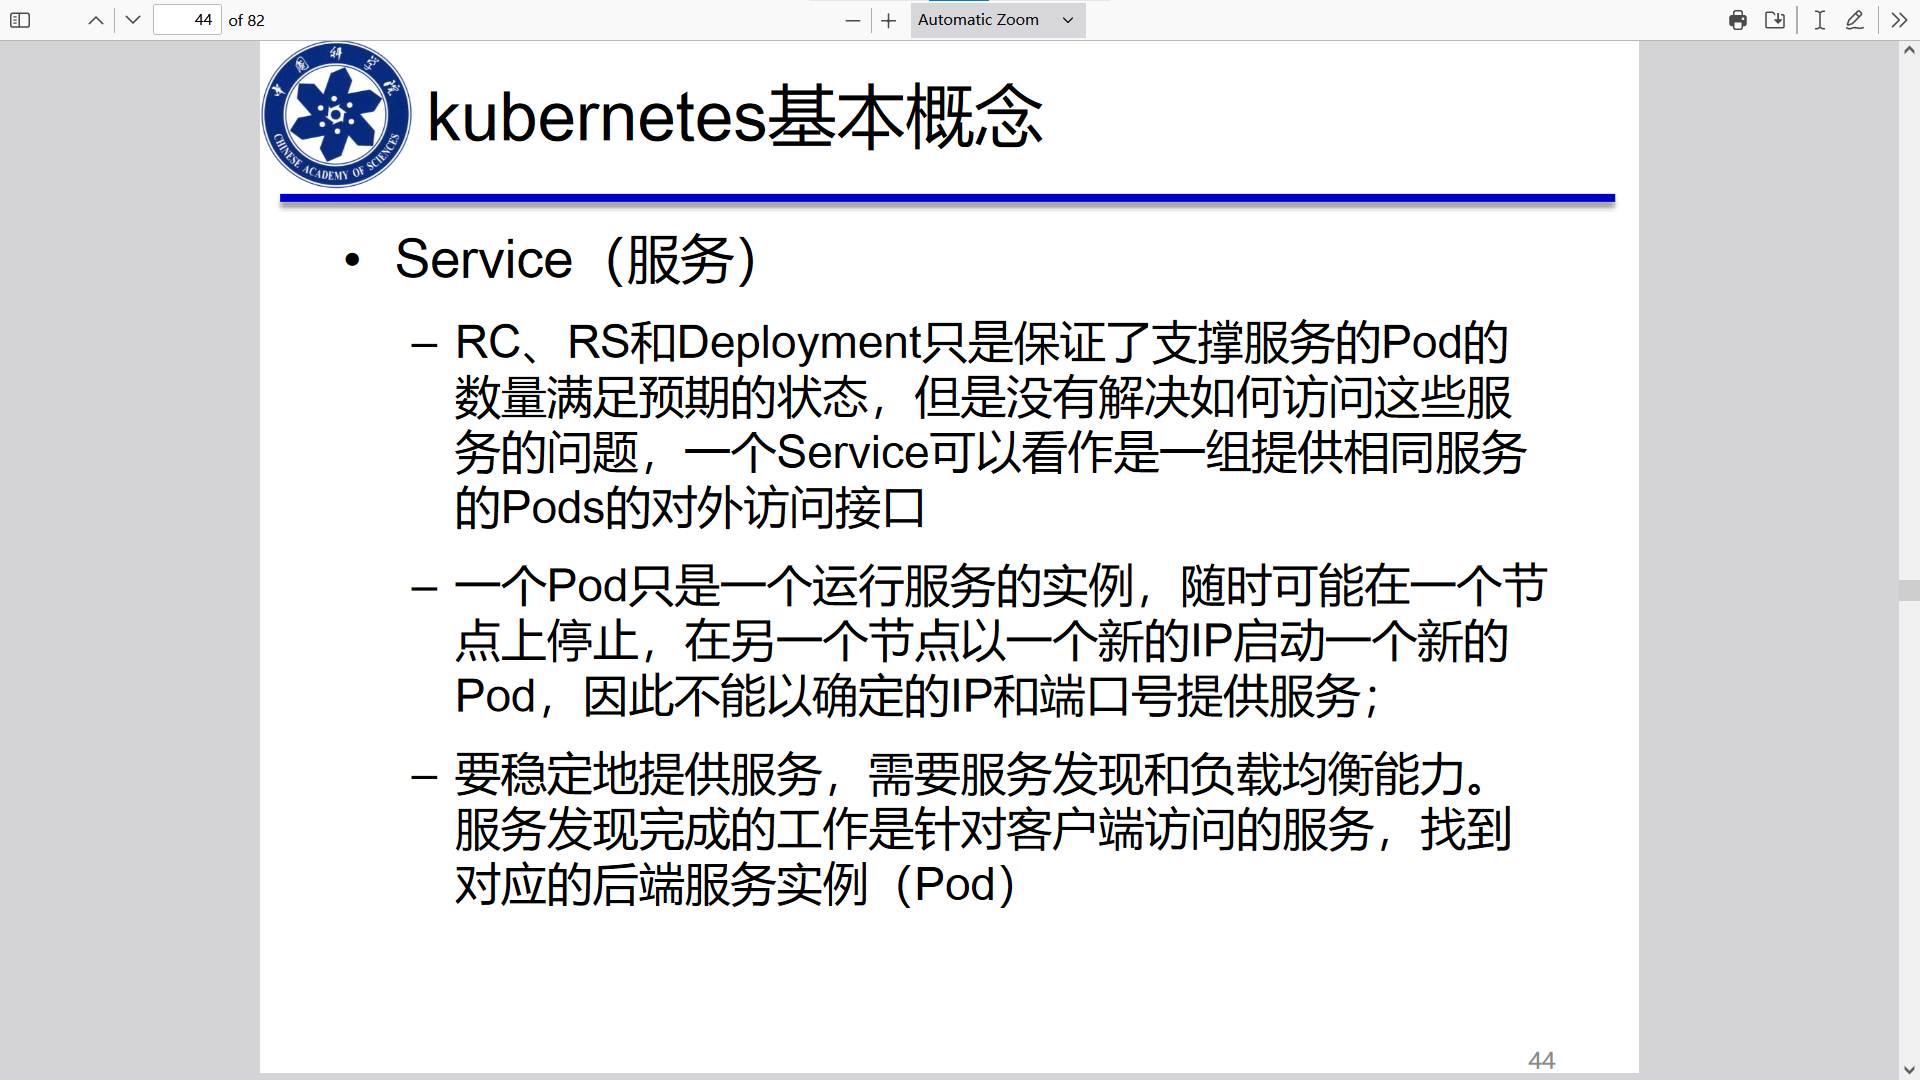 44 of 82 Automatic Zoom
中国科学院
CHINESE ACADEMY OF SCIENCES
kubernetes基本概念
• Service（服务）
– RC、RS和Deployment只是保证了支撑服务的Pod的
数量满足预期的状态，但是没有解决如何访问这些服
务的问题，一个Service可以看作是一组提供相同服务
的Pods的对外访问接口
– 一个Pod只是一个运行服务的实例，随时可能在一个节
点上停止，在另一个节点以一个新的IP启动一个新的
Pod，因此不能以确定的IP和端口号提供服务；
– 要稳定地提供服务，需要服务发现和负载均衡能力。
服务发现完成的工作是针对客户端访问的服务，找到
对应的后端服务实例（Pod）
44